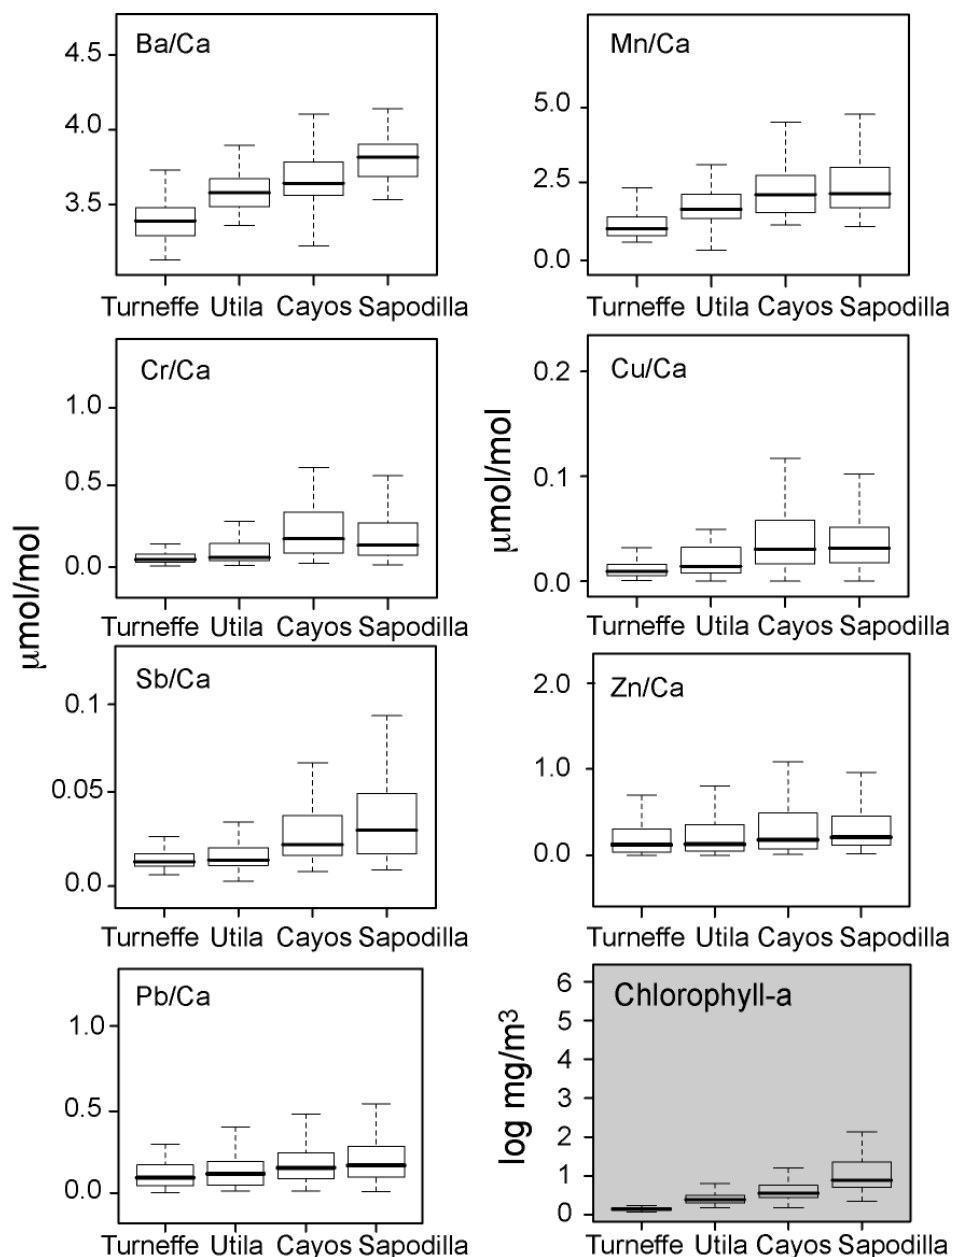 Ba/Ca
4.5
4.0
3.5
Turneffe Utila Cayos Sapodilla
Mn/Ca
5.0
2.5
0.0
Turneffe Utila Cayos Sapodilla
Cr/Ca
1.0
0.5
0.0
Turneffe Utila Cayos Sapodilla
Cu/Ca
0.2
0.1
0.0
Turneffe Utila Cayos Sapodilla
µmol/mol
µmol/mol
Sb/Ca
0.1
0.05
0.0
Turneffe Utila Cayos Sapodilla
Zn/Ca
2.0
1.0
0.0
Turneffe Utila Cayos Sapodilla
Pb/Ca
1.0
0.5
0.0
Turneffe Utila Cayos Sapodilla
Chlorophyll-a
log mg/m³
6
5
4
3
2
1
0
Turneffe Utila Cayos Sapodilla